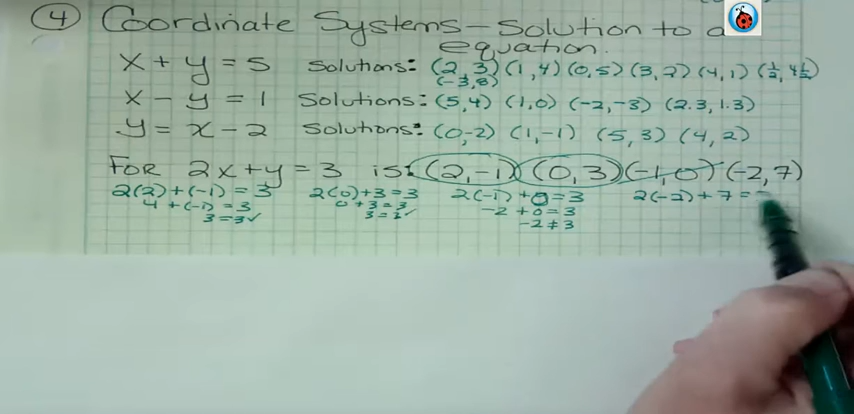 4 Coordinate Systems - Solution to a
equation.
x + y = 5 Solutions: (2, 3) (1, 4) (0, 5) (3, 2) (4, 1) (½, 4½)
(-3, 8)
x - y = 1 Solutions: (5, 4) (1, 0) (-2, -3) (2.3, 1.3)
y = x - 2 Solutions: (0, -2) (1, -1) (5, 3) (4, 2)
For 2x + y = 3 is: (2, -1) (0, 3) (-1, 0) (-2, 7)
2(2) + (-1) = 3 2(0) + 3 = 3 2(-1) + 0 = 3 2(-2) + 7 =
4 + (-1) = 3 0 + 3 = 3 -2 + 0 = 3
3 = 3 ✓ 3 = 3 ✓ -2 ≠ 3